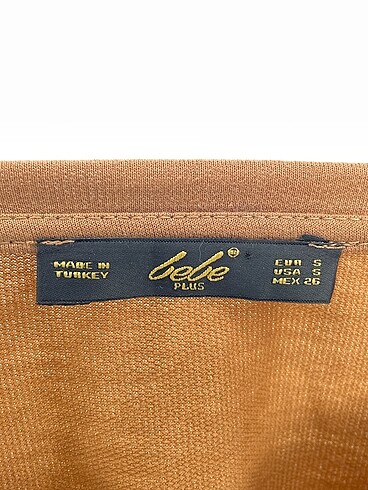 MADE IN
TURKEY
bebe®
PLUS
EUR S
USA S
MEX 26